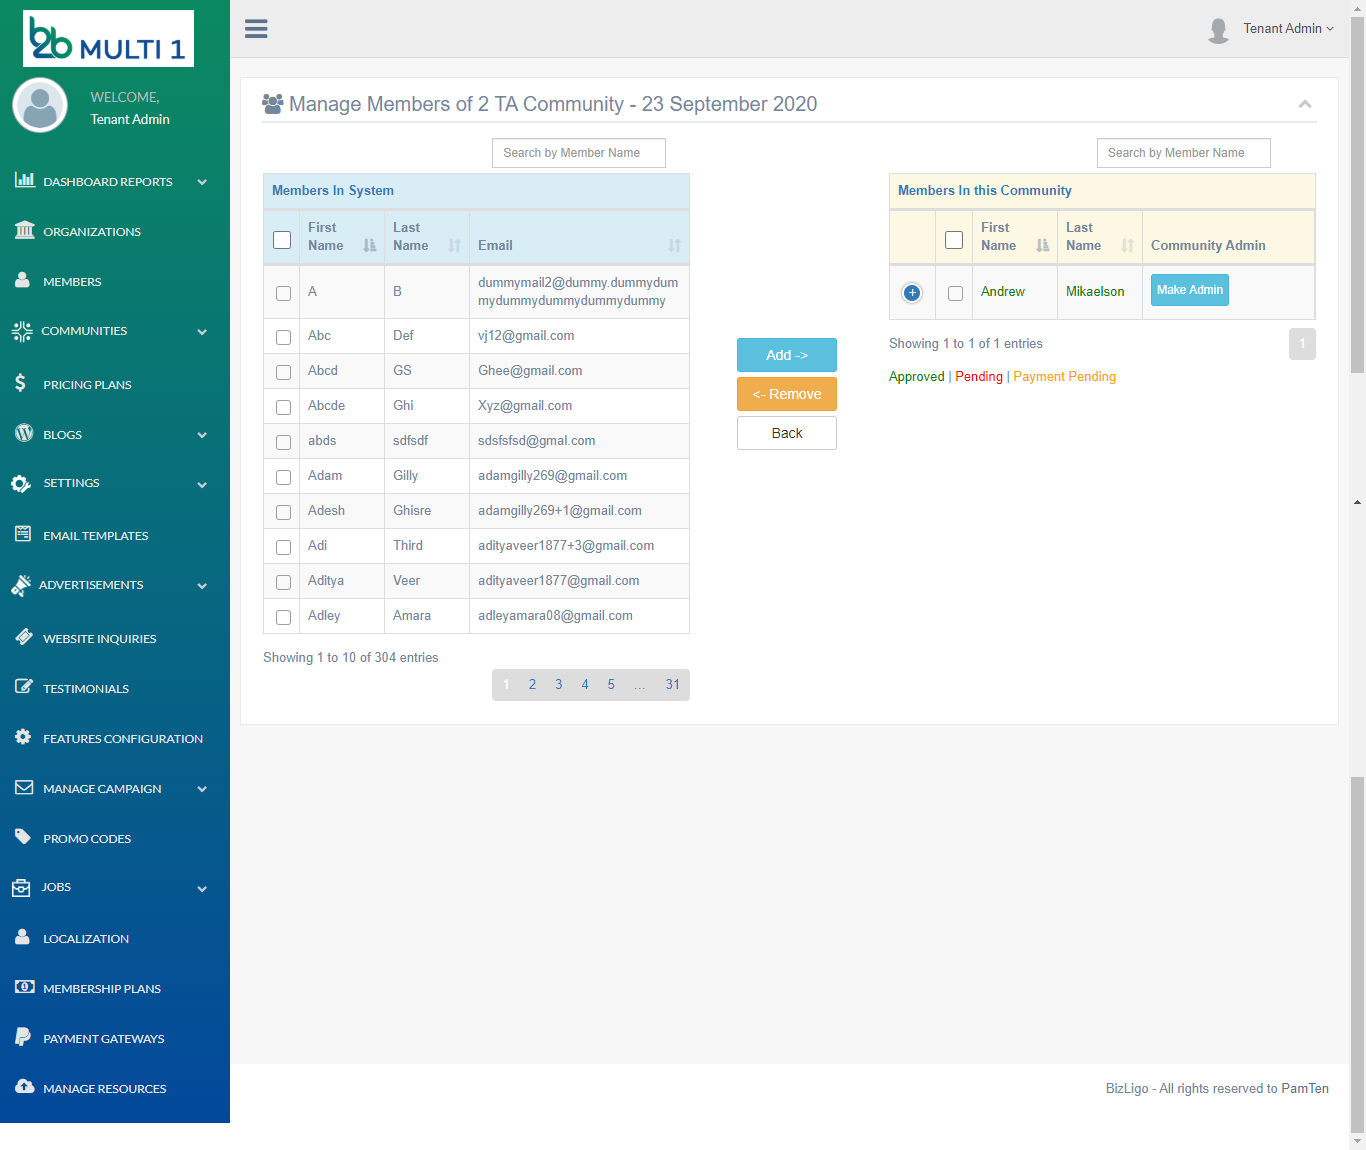 b2b MULTI 1
WELCOME,
Tenant Admin
DASHBOARD REPORTS
ORGANIZATIONS
MEMBERS
COMMUNITIES
PRICING PLANS
BLOGS
SETTINGS
EMAIL TEMPLATES
ADVERTISEMENTS
WEBSITE INQUIRIES
TESTIMONIALS
FEATURES CONFIGURATION
MANAGE CAMPAIGN
PROMO CODES
JOBS
LOCALIZATION
MEMBERSHIP PLANS
PAYMENT GATEWAYS
MANAGE RESOURCES
Tenant Admin
Manage Members of 2 TA Community - 23 September 2020
Search by Member Name
Members In System
First Name Last Name Email
A B dummymail2@dummy.dummydum
mydummydummydummydummy
Abc Def vj12@gmail.com
Abcd GS Ghee@gmail.com
Abcde Ghi Xyz@gmail.com
abds sdfsdf sdsfsfsd@gmal.com
Adam Gilly adamgilly269@gmail.com
Adesh Ghisre adamgilly269+1@gmail.com
Adi Third adityaveer1877+3@gmail.com
Aditya Veer adityaveer1877@gmail.com
Adley Amara adleyamara08@gmail.com
Showing 1 to 10 of 304 entries
1 2 3 4 5 ... 31
Add ->
<- Remove
Back
Search by Member Name
Members In this Community
First Name Last Name Community Admin
Andrew Mikaelson Make Admin
Showing 1 to 1 of 1 entries
1
Approved | Pending | Payment Pending
BizLigo - All rights reserved to PamTen